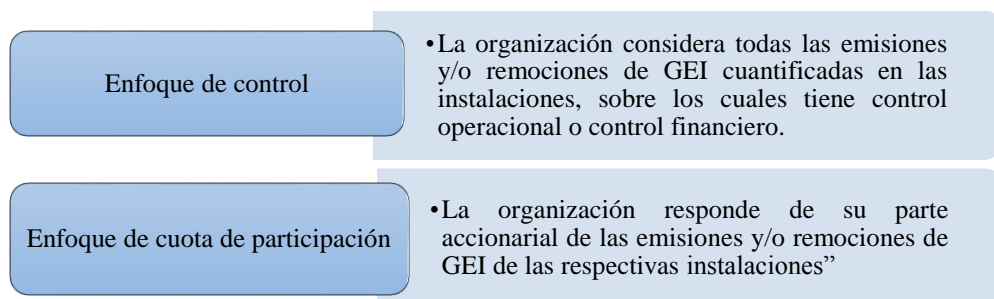 Enfoque de control
•La organización considera todas las emisiones
y/o remociones de GEI cuantificadas en las
instalaciones, sobre los cuales tiene control
operacional o control financiero.
Enfoque de cuota de participación
•La organización responde de su parte
accionarial de las emisiones y/o remociones de
GEI de las respectivas instalaciones”